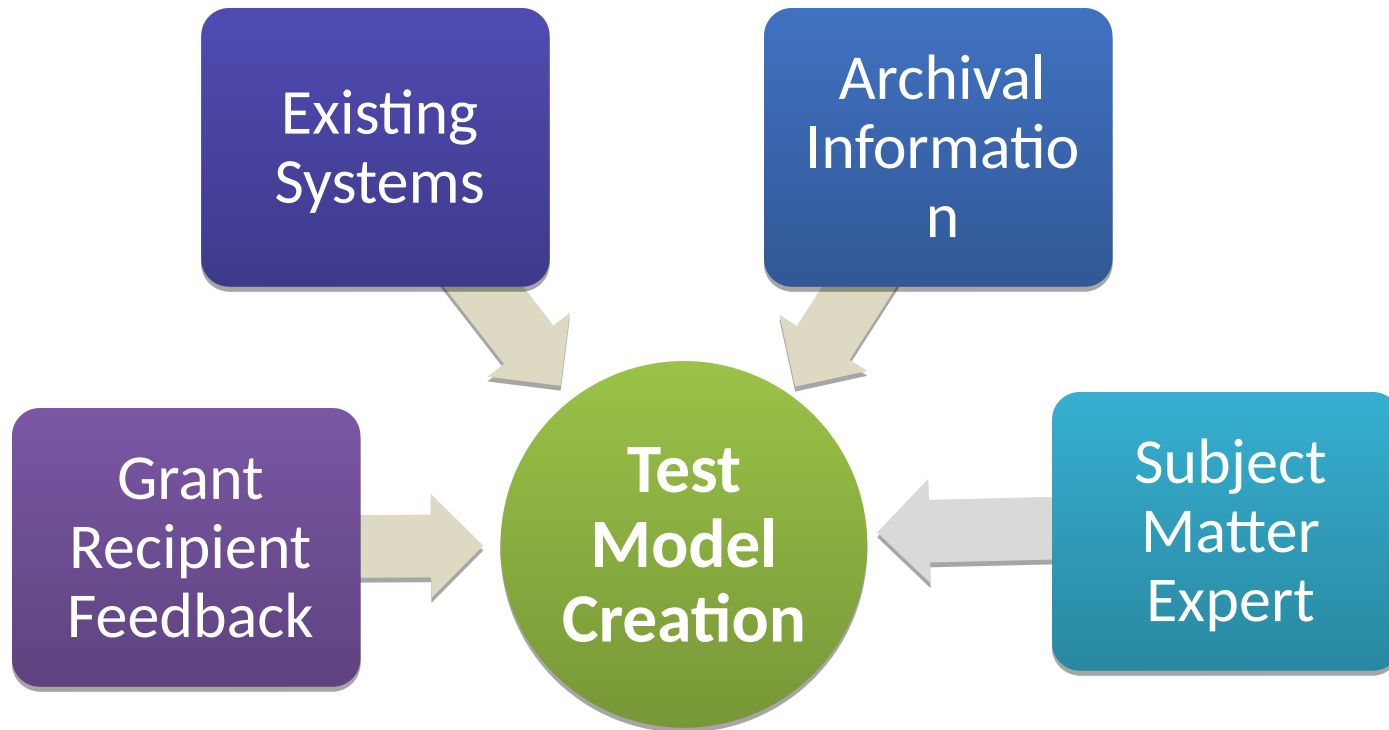 Existing
Systems
Archival
Informatio
n
Grant
Recipient
Feedback
Test
Model
Creation
Subject
Matter
Expert